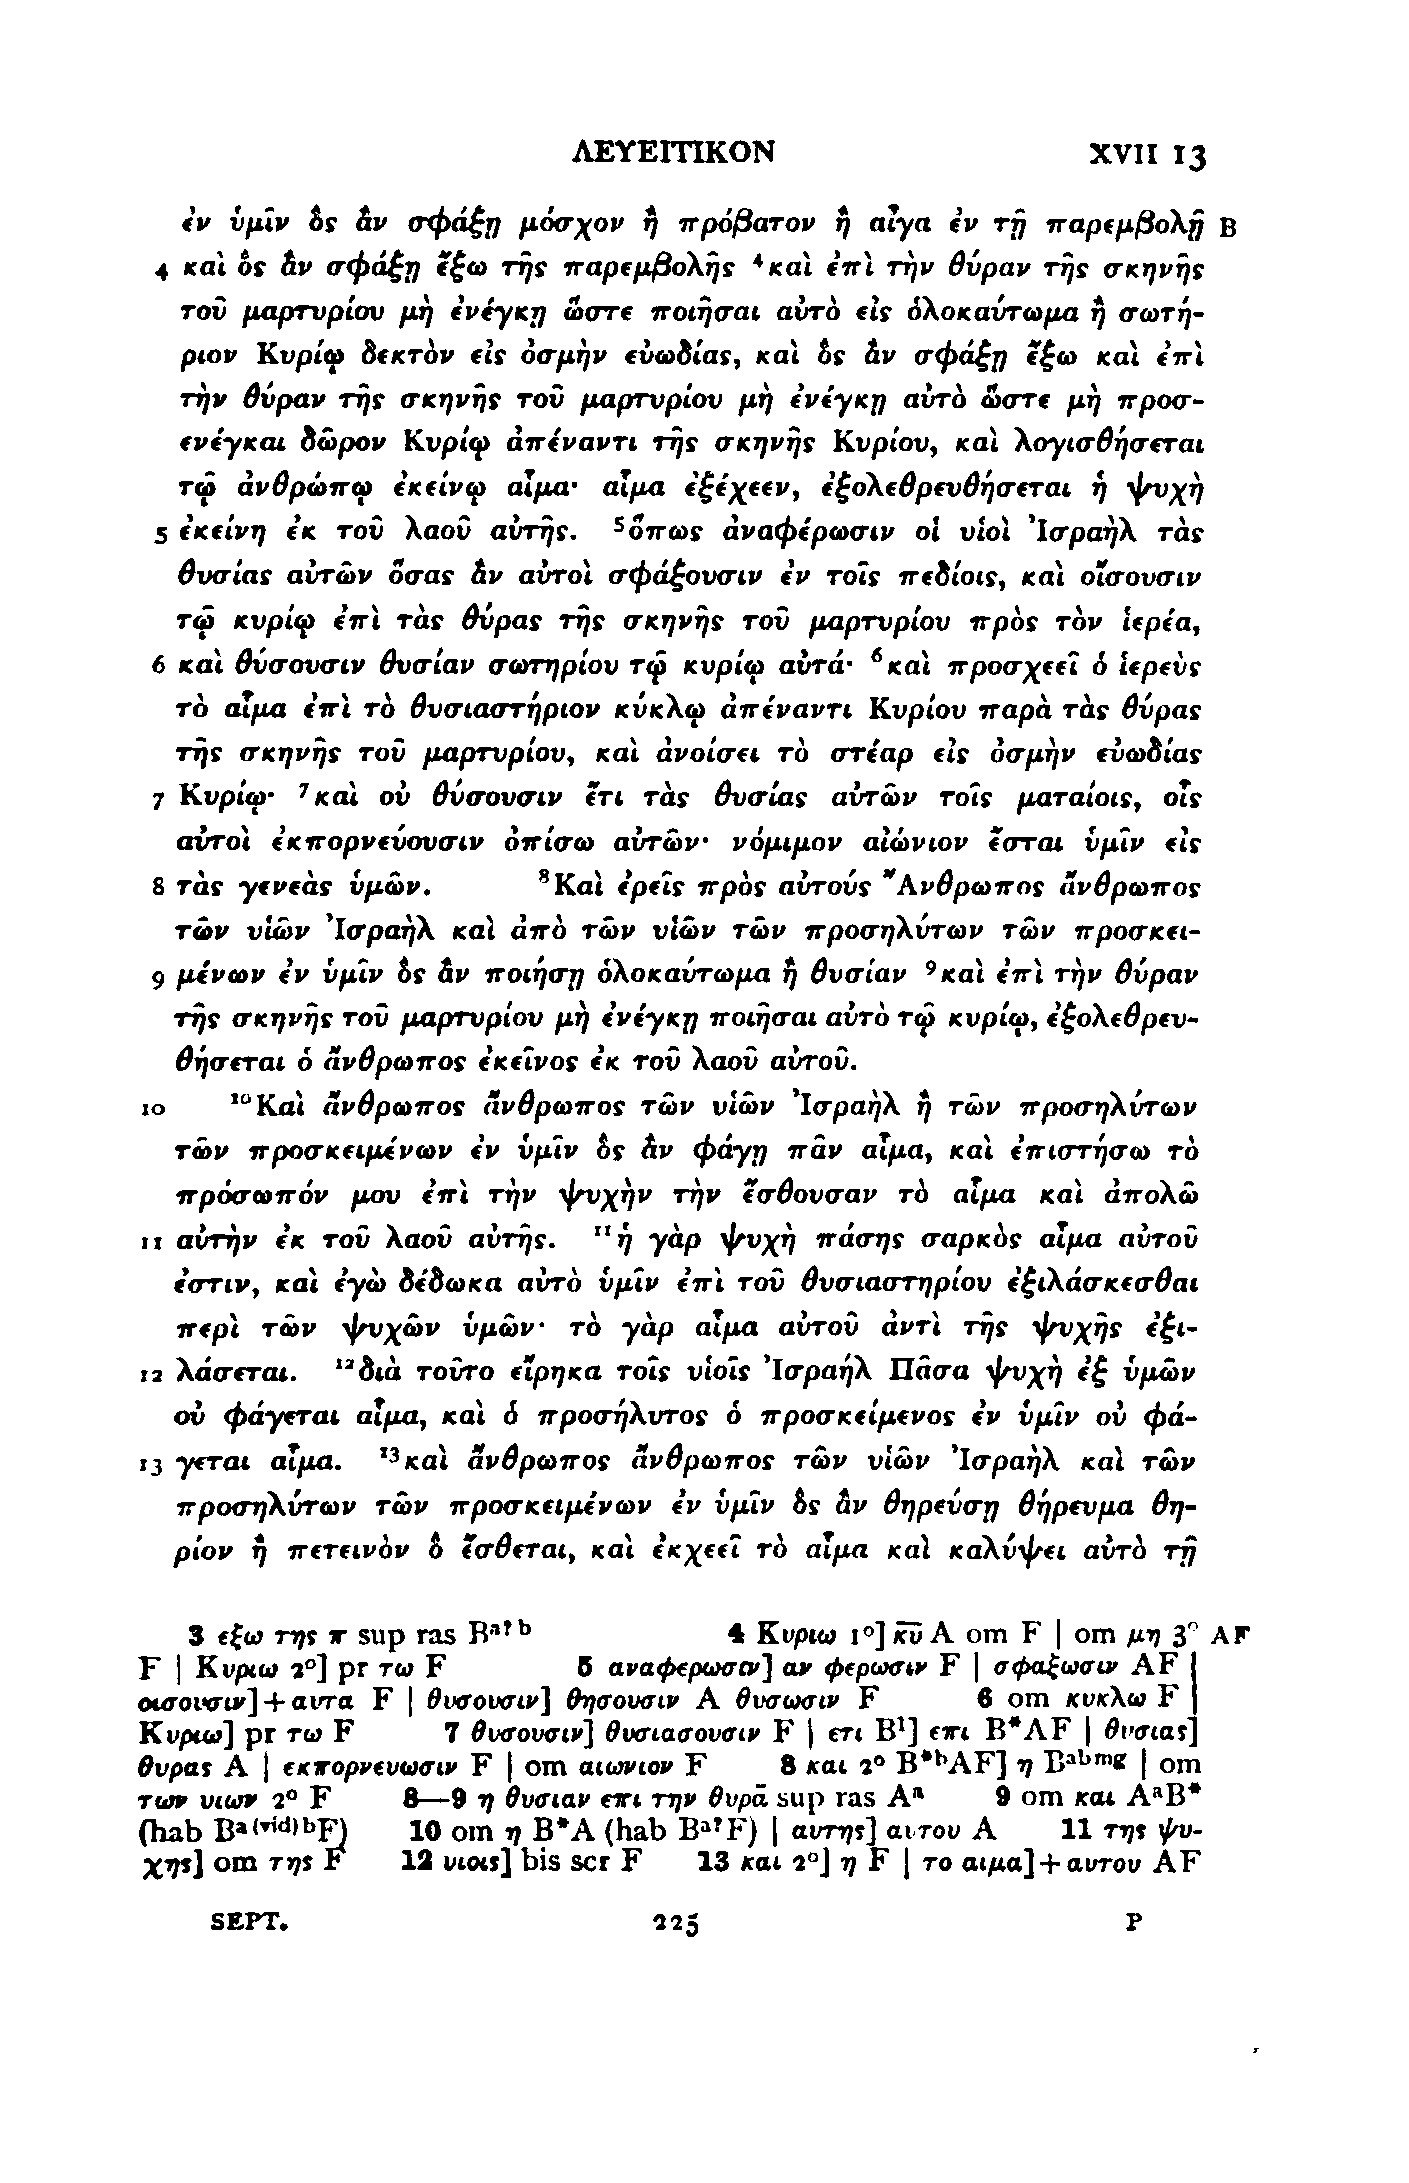 ΛΕΥΕΙΤΙΚΟΝ XVII 13
ἐν ὑμῖν ὃς ἂν σφάξῃ μόσχον ἢ πρόβατον ἢ αἶγα ἐν τῇ παρεμβολῇ B
4 καὶ ὃς ἂν σφάξῃ ἔξω τῆς παρεμβολῆς ⁴καὶ ἐπὶ τὴν θύραν τῆς σκηνῆς
τοῦ μαρτυρίου μὴ ἐνέγκῃ ὥστε ποιῆσαι αὐτὸ εἰς ὁλοκαύτωμα ἢ σωτή-
ριον Κυρίῳ δεκτὸν εἰς ὀσμὴν εὐωδίας, καὶ ὃς ἂν σφάξῃ ἔξω καὶ ἐπὶ
τὴν θύραν τῆς σκηνῆς τοῦ μαρτυρίου μὴ ἐνέγκῃ αὐτὸ ὥστε μὴ προσ-
ενέγκαι δῶρον Κυρίῳ ἀπέναντι τῆς σκηνῆς Κυρίου, καὶ λογισθήσεται
τῷ ἀνθρώπῳ ἐκείνῳ αἷμα· αἷμα ἐξέχεεν, ἐξολεθρευθήσεται ἡ ψυχὴ
5 ἐκείνη ἐκ τοῦ λαοῦ αὐτῆς. ⁵ὅπως ἀναφέρωσιν οἱ υἱοὶ Ἰσραὴλ τὰς
θυσίας αὐτῶν ὅσας ἂν αὐτοὶ σφάξουσιν ἐν τοῖς πεδίοις, καὶ οἴσουσιν
τῷ κυρίῳ ἐπὶ τὰς θύρας τῆς σκηνῆς τοῦ μαρτυρίου πρὸς τὸν ἱερέα,
6 καὶ θύσουσιν θυσίαν σωτηρίου τῷ κυρίῳ αὐτά· ⁶καὶ προσχεεῖ ὁ ἱερεὺς
τὸ αἷμα ἐπὶ τὸ θυσιαστήριον κύκλῳ ἀπέναντι Κυρίου παρὰ τὰς θύρας
τῆς σκηνῆς τοῦ μαρτυρίου, καὶ ἀνοίσει τὸ στέαρ εἰς ὀσμὴν εὐωδίας
7 Κυρίῳ· ⁷καὶ οὐ θύσουσιν ἔτι τὰς θυσίας αὐτῶν τοῖς ματαίοις, οἷς
αὐτοὶ ἐκπορνεύουσιν ὀπίσω αὐτῶν· νόμιμον αἰώνιον ἔσται ὑμῖν εἰς
8 τὰς γενεὰς ὑμῶν. ⁸Καὶ ἐρεῖς πρὸς αὐτούς Ἄνθρωπος ἄνθρωπος
τῶν υἱῶν Ἰσραὴλ καὶ ἀπὸ τῶν υἱῶν τῶν προσηλύτων τῶν προσκει-
9 μένων ἐν ὑμῖν ὃς ἂν ποιήσῃ ὁλοκαύτωμα ἢ θυσίαν ⁹καὶ ἐπὶ τὴν θύραν
τῆς σκηνῆς τοῦ μαρτυρίου μὴ ἐνέγκῃ ποιῆσαι αὐτὸ τῷ κυρίῳ, ἐξολεθρευ-
θήσεται ὁ ἄνθρωπος ἐκεῖνος ἐκ τοῦ λαοῦ αὐτοῦ.
10 ¹⁰Καὶ ἄνθρωπος ἄνθρωπος τῶν υἱῶν Ἰσραὴλ ἢ τῶν προσηλύτων
τῶν προσκειμένων ἐν ὑμῖν ὃς ἂν φάγῃ πᾶν αἷμα, καὶ ἐπιστήσω τὸ
πρόσωπόν μου ἐπὶ τὴν ψυχὴν τὴν ἔσθουσαν τὸ αἷμα καὶ ἀπολῶ
11 αὐτὴν ἐκ τοῦ λαοῦ αὐτῆς. ¹¹ἡ γὰρ ψυχὴ πάσης σαρκὸς αἷμα αὐτοῦ
ἐστιν, καὶ ἐγὼ δέδωκα αὐτὸ ὑμῖν ἐπὶ τοῦ θυσιαστηρίου ἐξιλάσκεσθαι
περὶ τῶν ψυχῶν ὑμῶν· τὸ γὰρ αἷμα αὐτοῦ ἀντὶ τῆς ψυχῆς ἐξι-
12 λάσεται. ¹²διὰ τοῦτο εἴρηκα τοῖς υἱοῖς Ἰσραήλ Πᾶσα ψυχὴ ἐξ ὑμῶν
οὐ φάγεται αἷμα, καὶ ὁ προσήλυτος ὁ προσκείμενος ἐν ὑμῖν οὐ φά-
13 γεται αἷμα. ¹³καὶ ἄνθρωπος ἄνθρωπος τῶν υἱῶν Ἰσραὴλ καὶ τῶν
προσηλύτων τῶν προσκειμένων ἐν ὑμῖν ὃς ἂν θηρεύσῃ θήρευμα θη-
ρίον ἢ πετεινὸν ὃ ἔσθεται, καὶ ἐκχεεῖ τὸ αἷμα καὶ καλύψει αὐτὸ τῇ
3 εξω της π sup ras Bᵃ?ᵇ 4 Κυριω 1°] κ̅υ̅ A om F | om μη 3° AF
F | Κυριω 2°] pr τω F 5 αναφερωσιν] αν φερωσιν F | σφαξωσιν AF |
οισουσιν]+αυτα F | θυσουσιν] θησουσιν A θυσωσιν F 6 om κυκλω F |
Κυριω] pr τω F 7 θυσουσιν] θυσιασουσιν F | ετι B¹] επι B*AF | θυσιας]
θυρας A | εκπορνευωσιν F | om αιωνιον F 8 και 2° B*ᵇAF] η Bᵃᵇᵐᵍ | om
των υιων 2° F 8—9 η θυσιαν επι την θυρα̅ sup ras Aᵃ 9 om και AᵃB*
(hab Bᵃ⁽ᵛⁱᵈ⁾ᵇF) 10 om η B*A (hab Bᵃ?F) | αυτης] αυτου A 11 της ψυ-
χης] om της F 12 υιοις] bis scr F 13 και 2°] η F | το αιμα]+αυτου AF
SEPT. 225 P